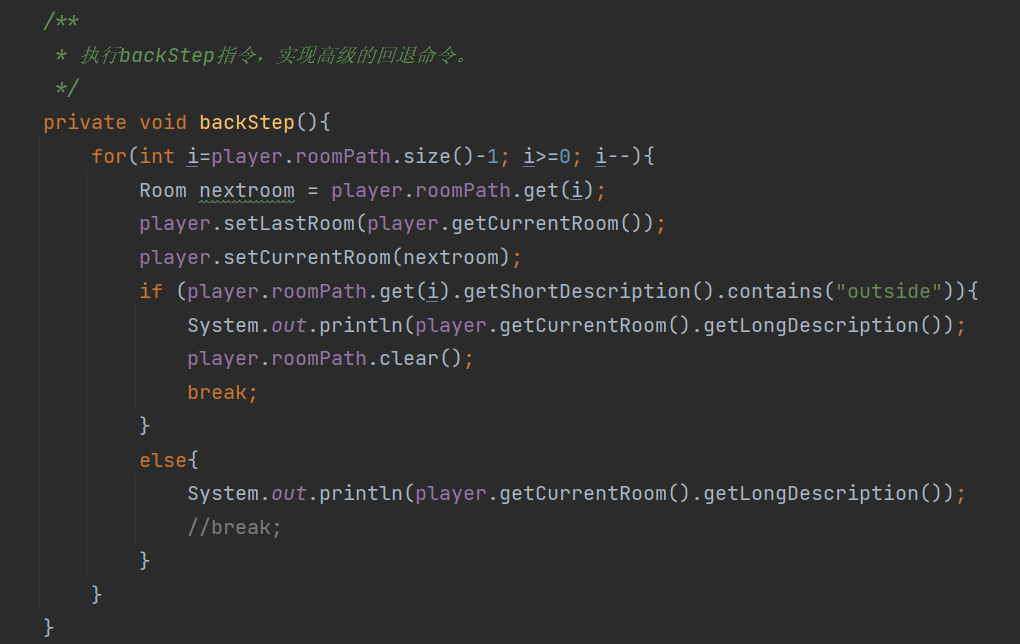 /**
 * 执行backStep指令，实现高级的回退命令。
 */
private void backStep(){
    for(int i=player.roomPath.size()-1; i>=0; i--){
        Room nextroom = player.roomPath.get(i);
        player.setLastRoom(player.getCurrentRoom());
        player.setCurrentRoom(nextroom);
        if (player.roomPath.get(i).getShortDescription().contains("outside")){
            System.out.println(player.getCurrentRoom().getLongDescription());
            player.roomPath.clear();
            break;
        }
        else{
            System.out.println(player.getCurrentRoom().getLongDescription());
            //break;
        }
    }
}